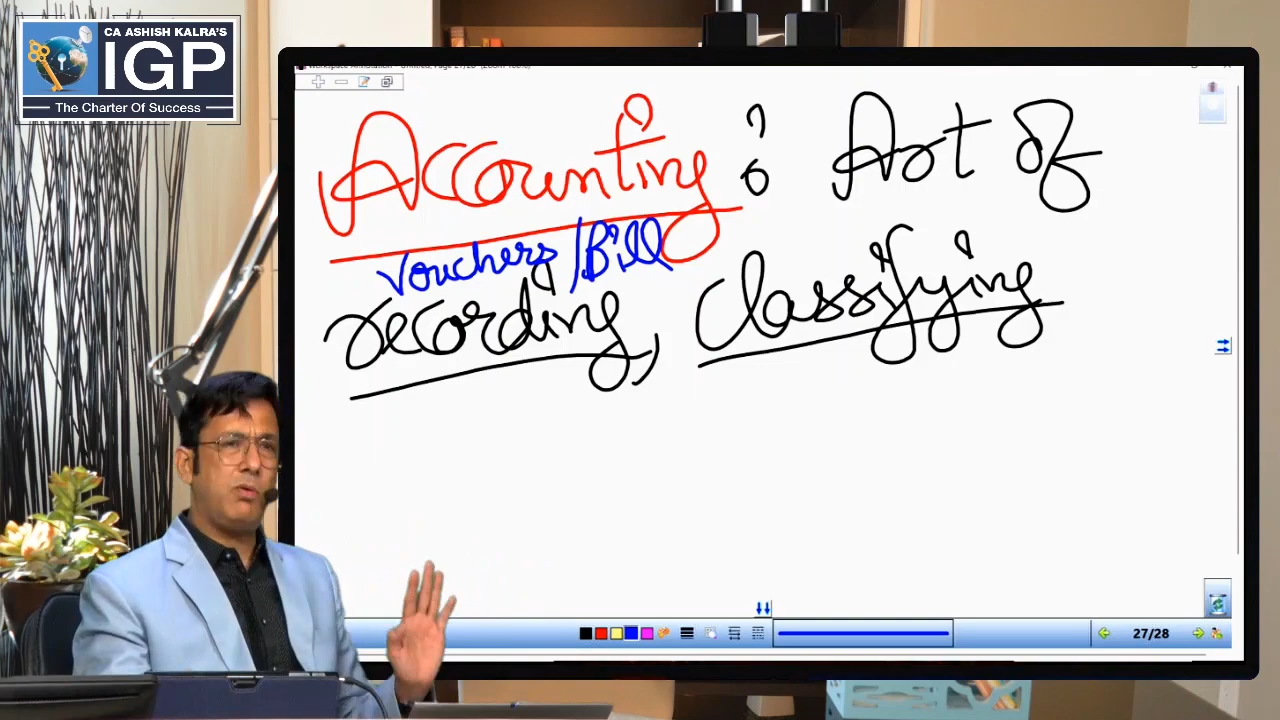 CA ASHISH KALRA'S
IGP
The Charter Of Success
Accounting : Art of
Vouchers/Bill
recording, Classifying
27/28